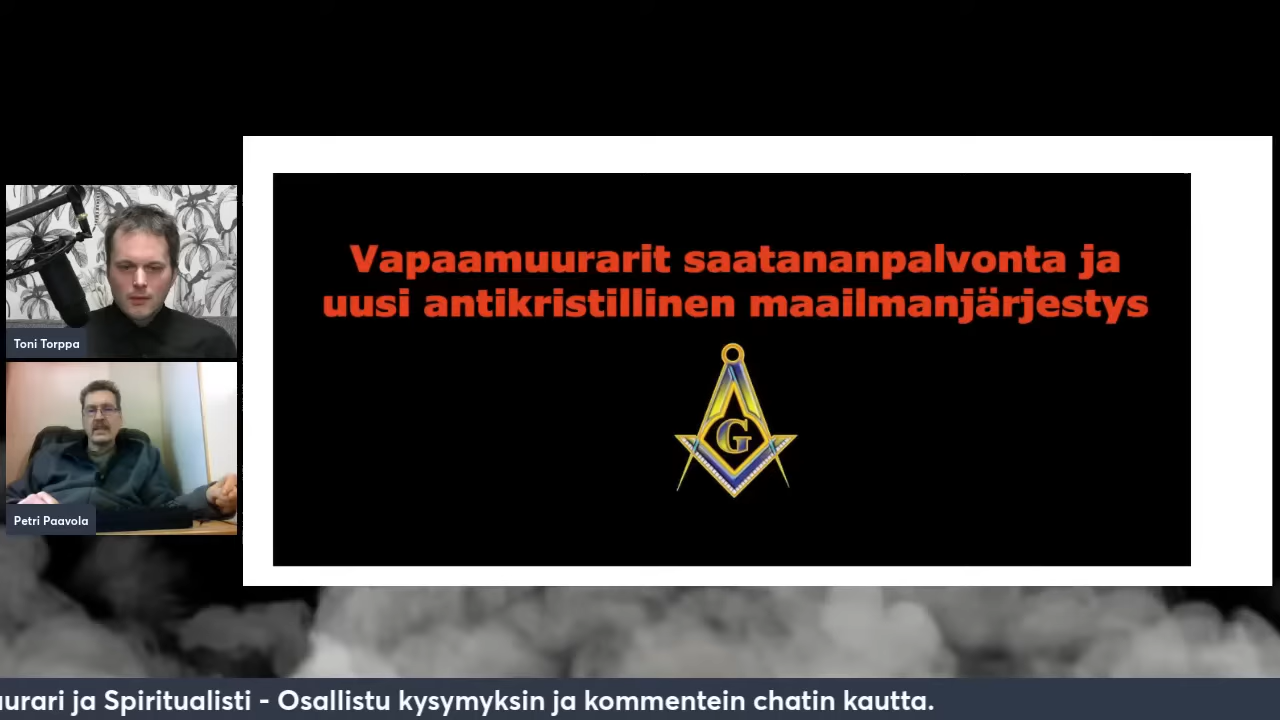 Vapaamuurarit saatananpalvonta ja
uusi antikristillinen maailmanjärjestys
G
Toni Torppa
Petri Paavola
urari ja Spiritualisti - Osallistu kysymyksin ja kommentein chatin kautta.